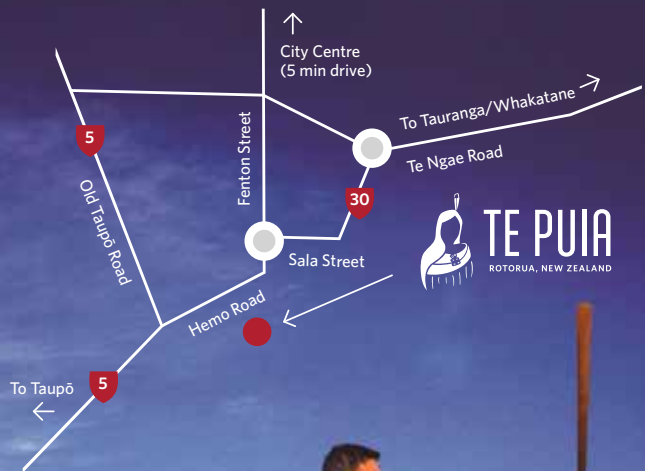 City Centre
(5 min drive)
To Tauranga/Whakatane
5
Fenton Street
Te Ngae Road
30
Old Taupō Road
TE PUIA
ROTORUA, NEW ZEALAND
Sala Street
Hemo Road
To Taupō
5